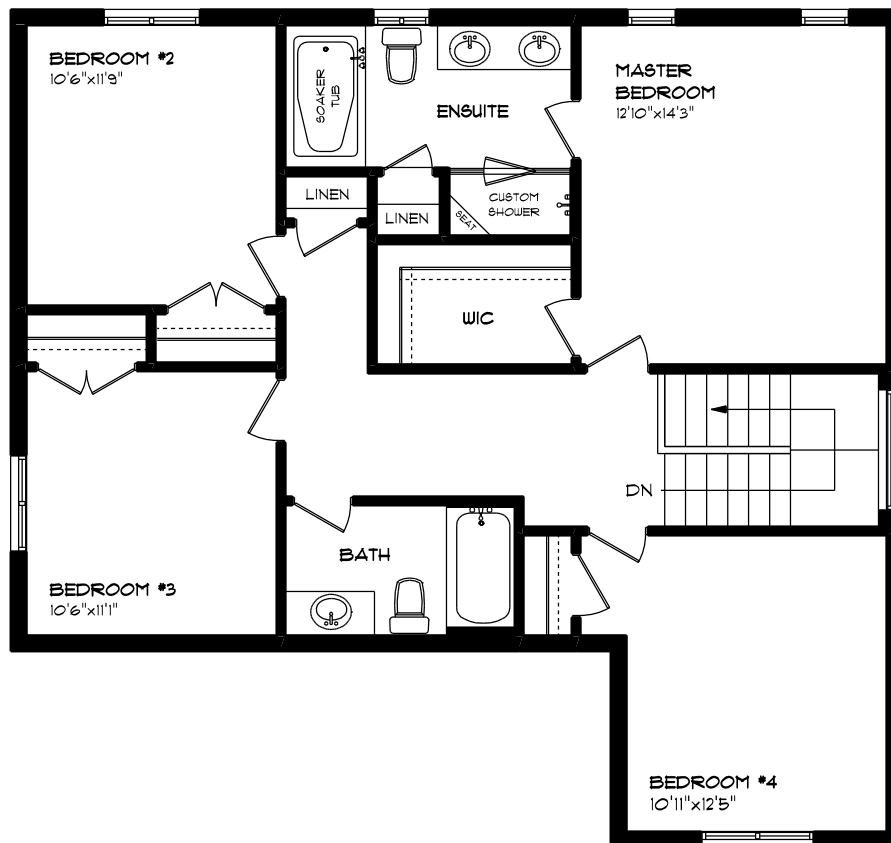 BEDROOM #2
10'6"x11'9"
SOAKER
TUB
ENSUITE
MASTER
BEDROOM
12'10"x14'3"
LINEN
LINEN
CUSTOM
SHOWER
SEAT
WIC
DN
BATH
BEDROOM #3
10'6"x11'1"
BEDROOM #4
10'11"x12'5"